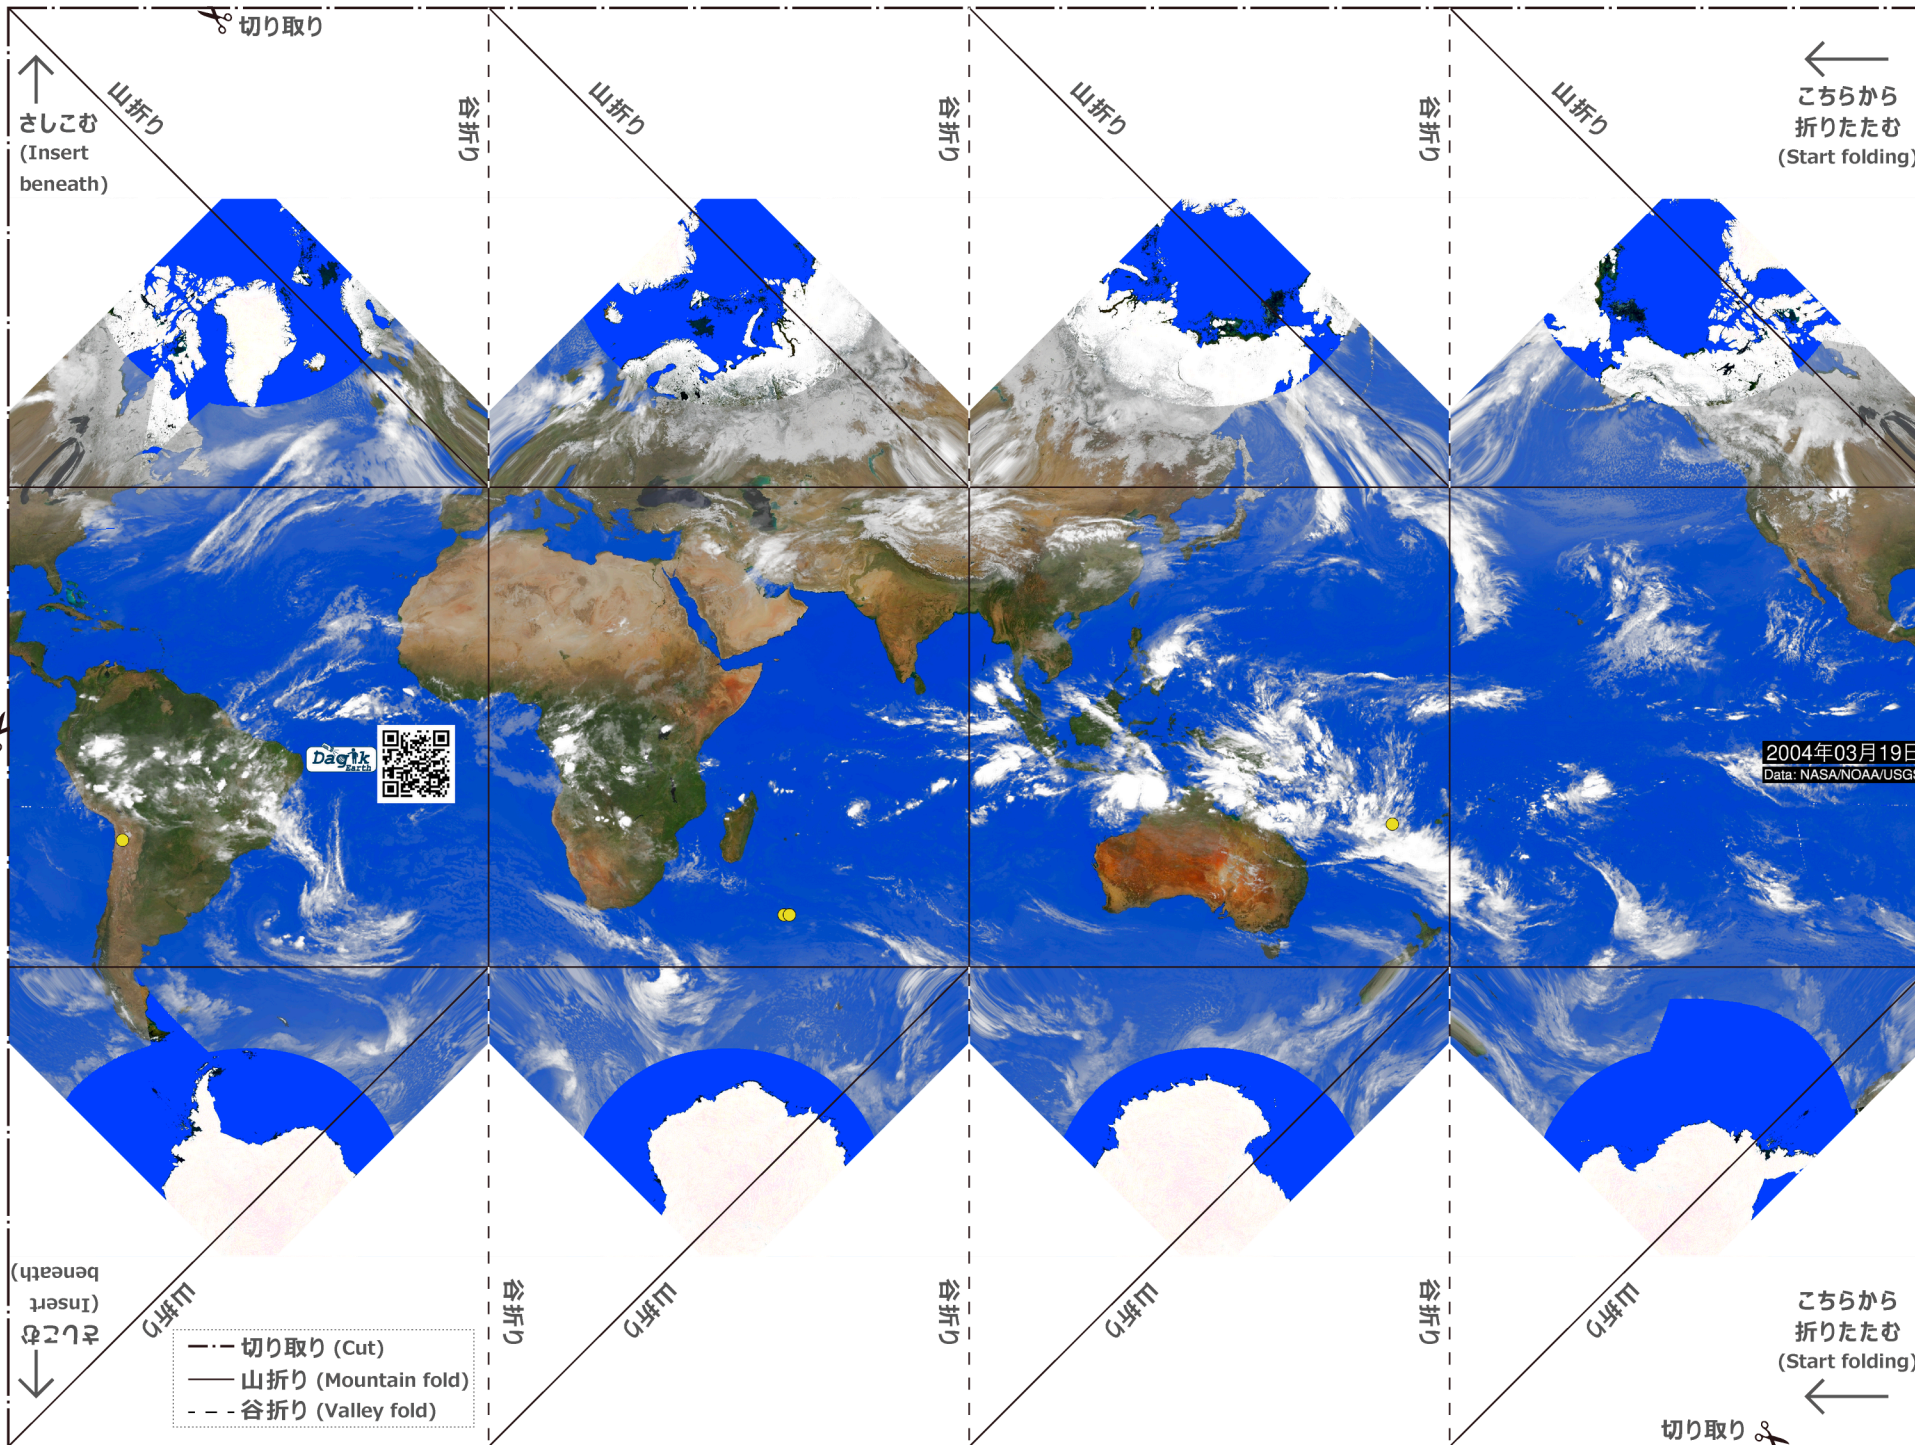 切り取り
山折り
山折り
山折り
山折り
谷折り
谷折り
谷折り
さしこむ
(Insert
beneath)
こちらから
折りたたむ
(Start folding)
Dagik
Earth
2004年03月19日
Data: NASA/NOAA/USGS
さしこむ
(Insert
beneath)
山折り
山折り
山折り
山折り
谷折り
谷折り
谷折り
こちらから
折りたたむ
(Start folding)
切り取り (Cut)
山折り (Mountain fold)
谷折り (Valley fold)
切り取り